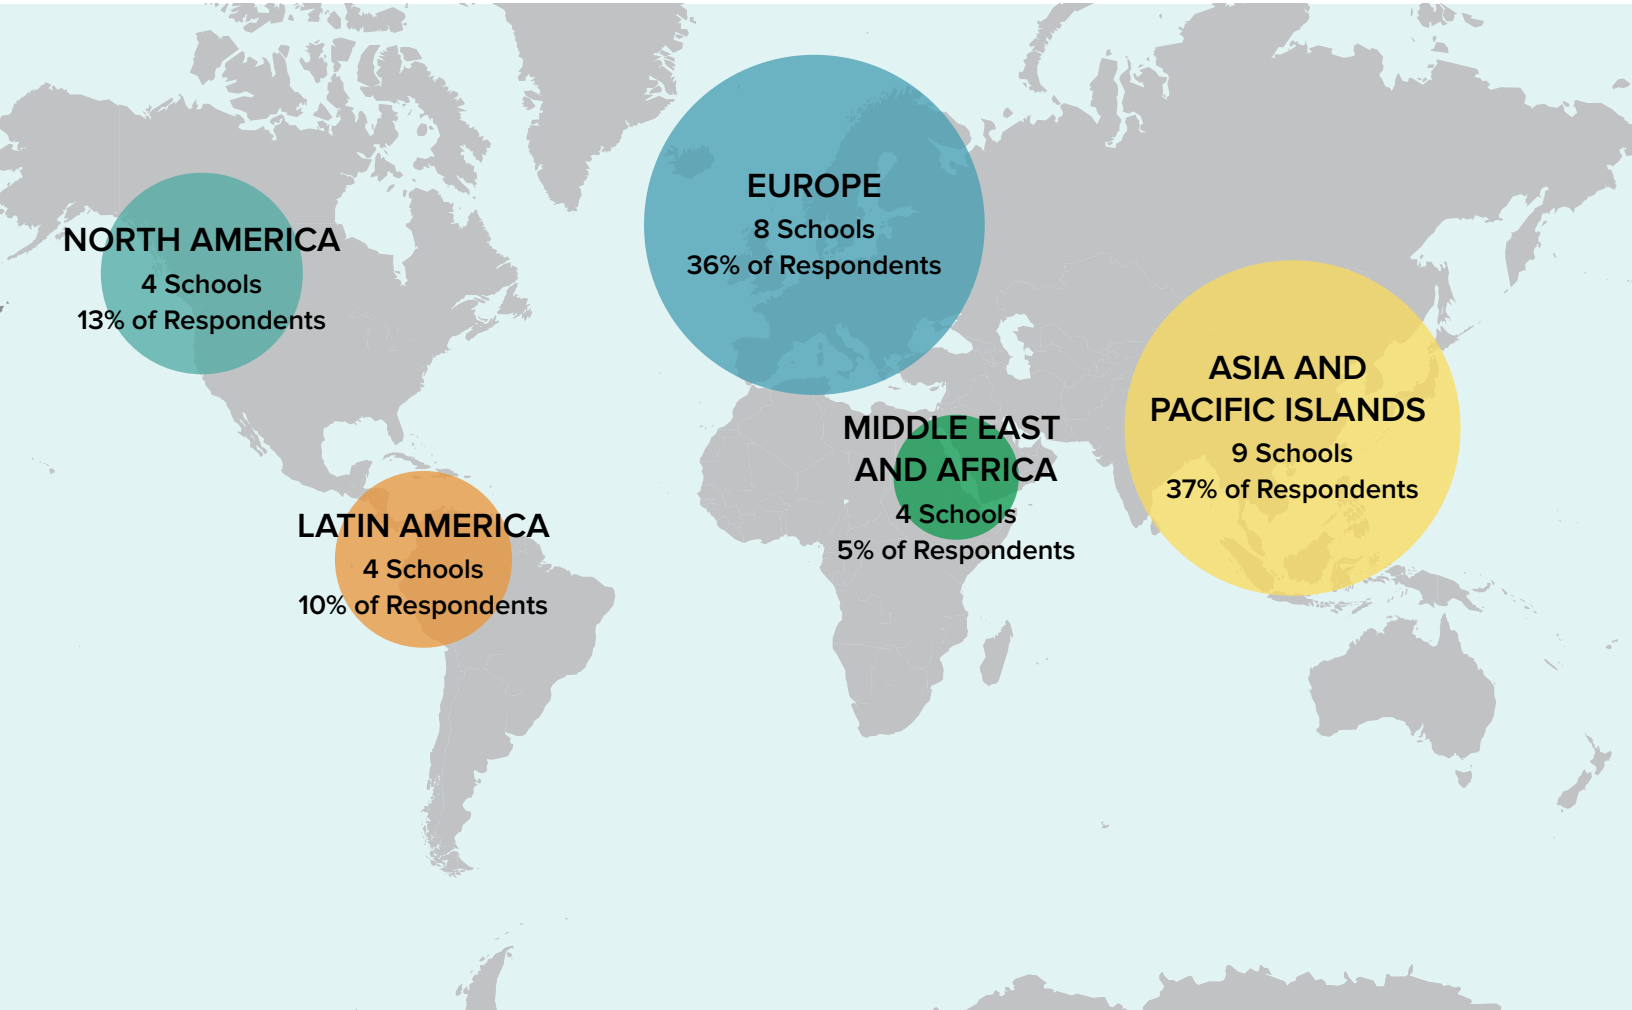 EUROPE
8 Schools
36% of Respondents
NORTH AMERICA
4 Schools
13% of Respondents
ASIA AND
PACIFIC ISLANDS
9 Schools
37% of Respondents
MIDDLE EAST
AND AFRICA
4 Schools
5% of Respondents
LATIN AMERICA
4 Schools
10% of Respondents